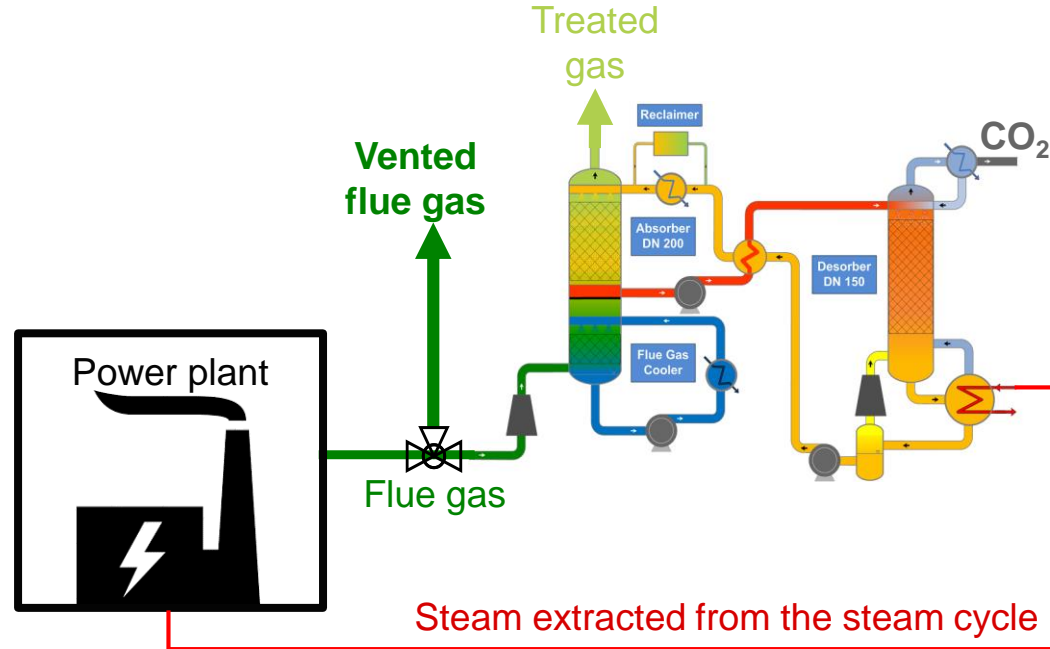 Treated
gas
Reclaimer
CO₂
Vented
flue gas
Absorber
DN 200
Desorber
DN 150
Flue Gas
Cooler
Power plant
Flue gas
Steam extracted from the steam cycle